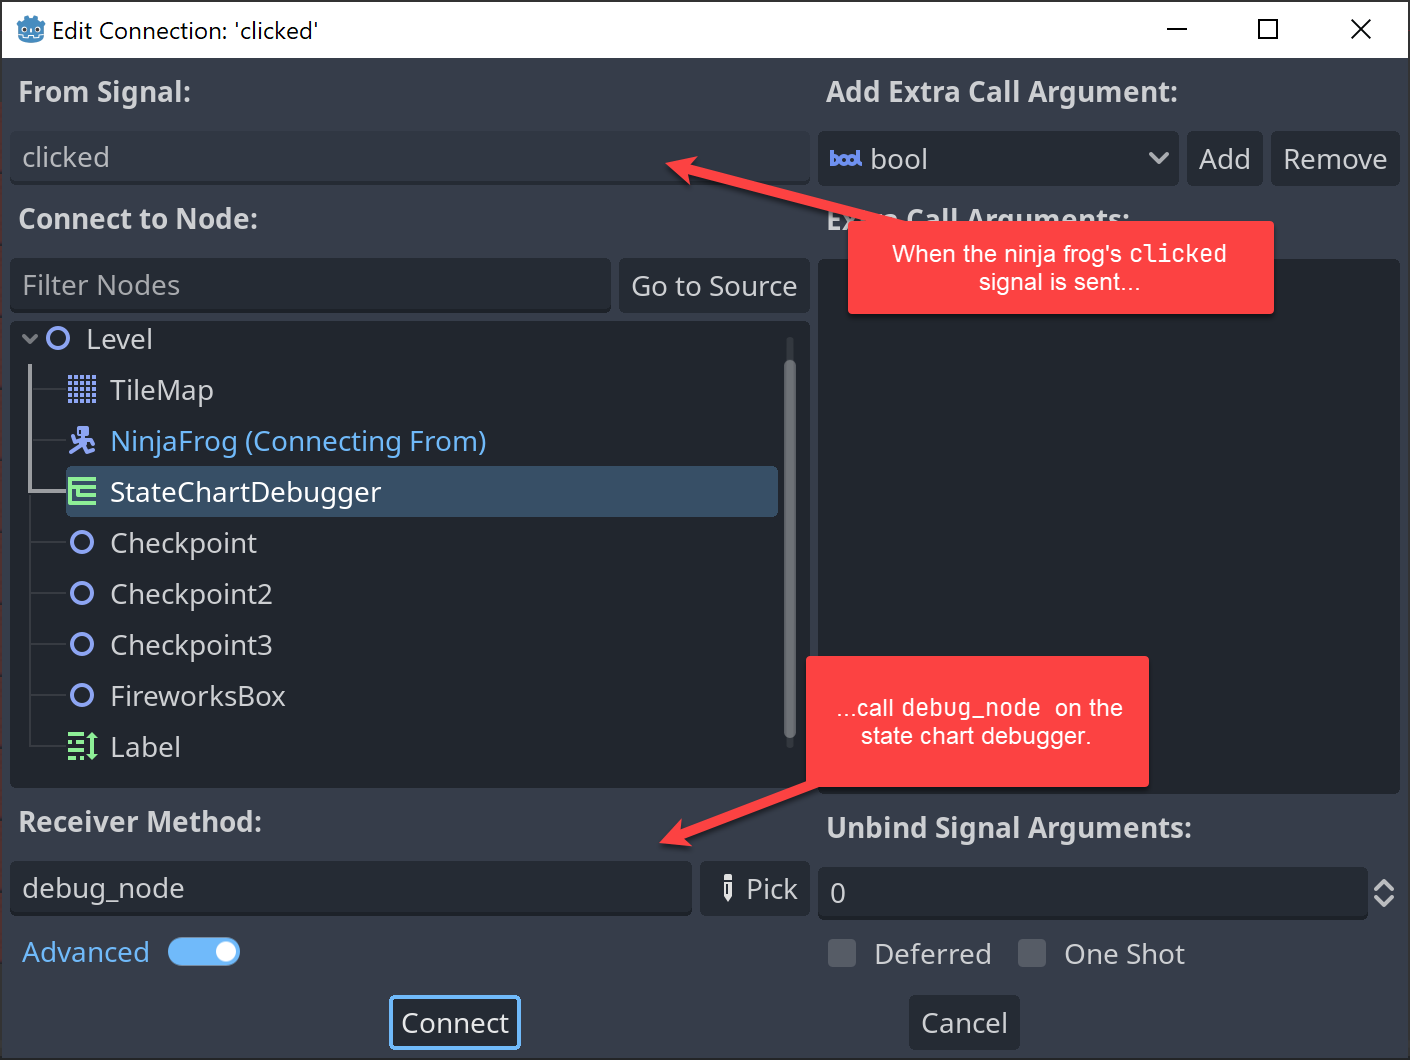 Edit Connection: 'clicked'
From Signal:
clicked
Connect to Node:
Filter Nodes
Go to Source
Level
TileMap
NinjaFrog (Connecting From)
StateChartDebugger
Checkpoint
Checkpoint2
Checkpoint3
FireworksBox
Label
Receiver Method:
debug_node
Pick
Advanced
Add Extra Call Argument:
bool bool
Add
Remove
Extra Call Arguments:
When the ninja frog's clicked
signal is sent...
...call debug_node on the
state chart debugger.
Unbind Signal Arguments:
0
Deferred
One Shot
Connect
Cancel